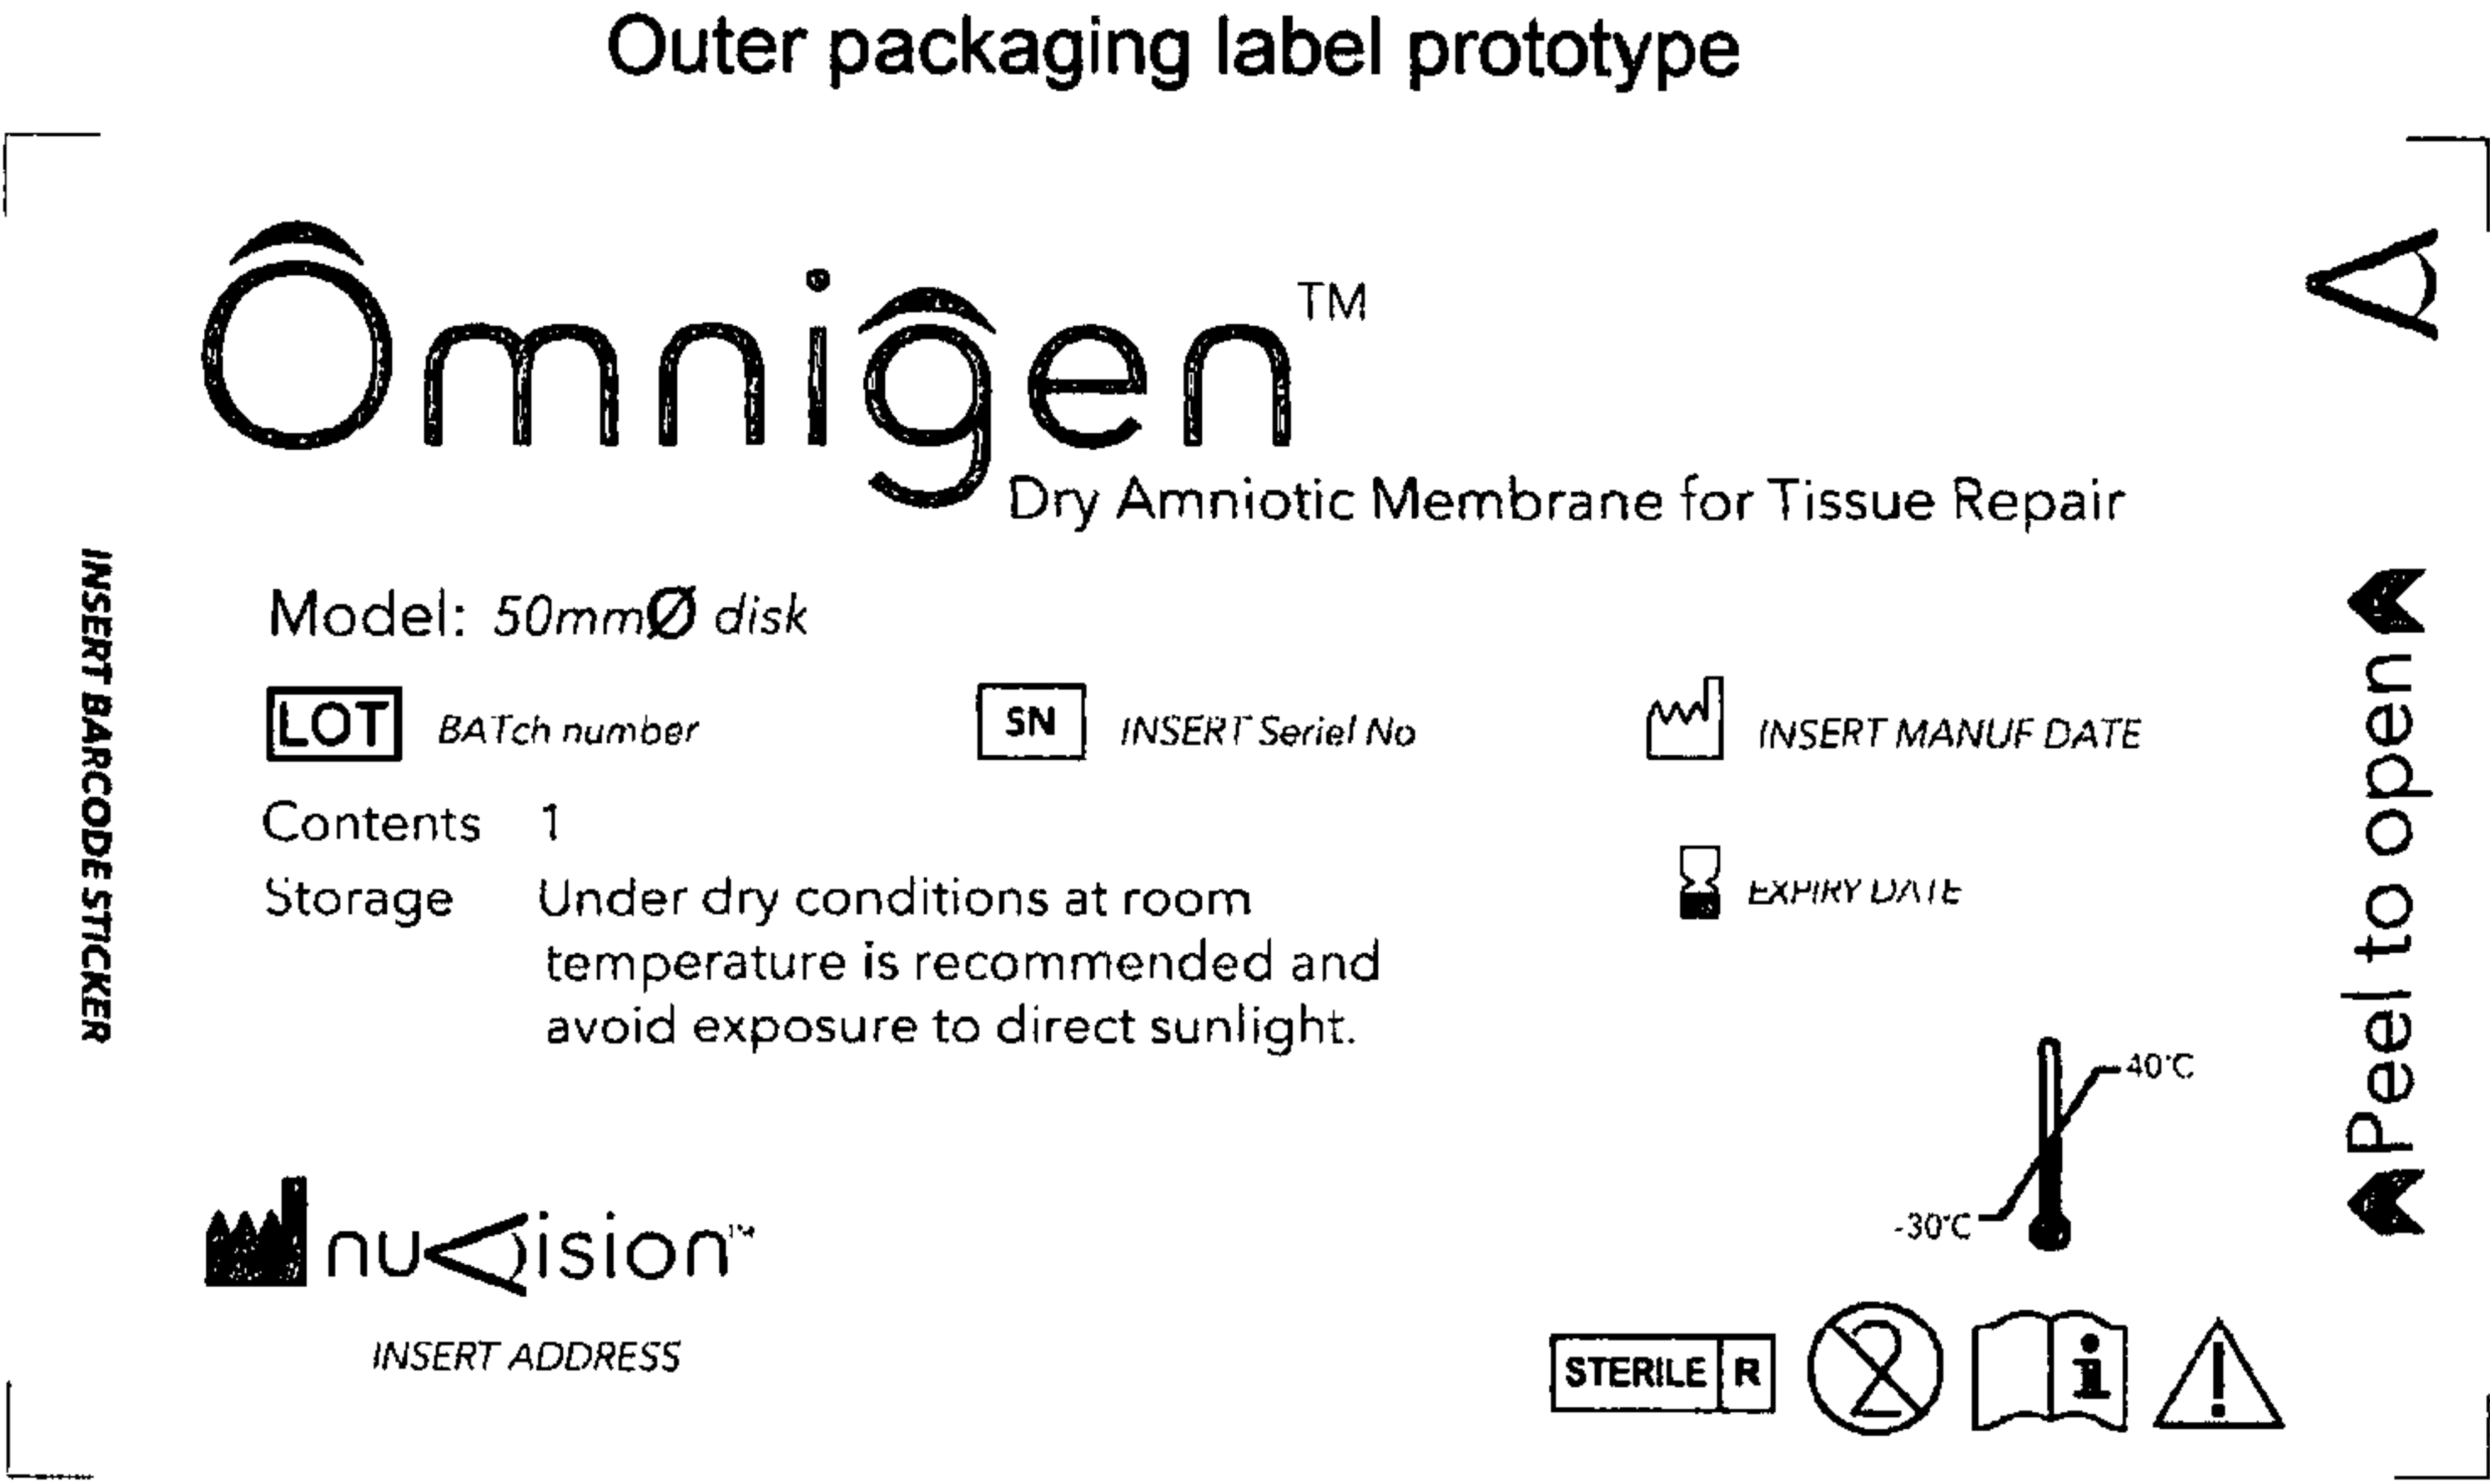 Outer packaging label prototype
Ômniĝen™
Dry Amniotic Membrane for Tissue Repair
INSERT BARCODE STICKER
Model: 50mmØ disk
LOT BATch number
SN INSERT Seriel No
INSERT MANUF DATE
Contents 1
EXPIRY DATE
Storage Under dry conditions at room
temperature is recommended and
avoid exposure to direct sunlight.
Peel to open
40°C
-30°C
nuvision™
INSERT ADDRESS
STERILE R
2
i
!